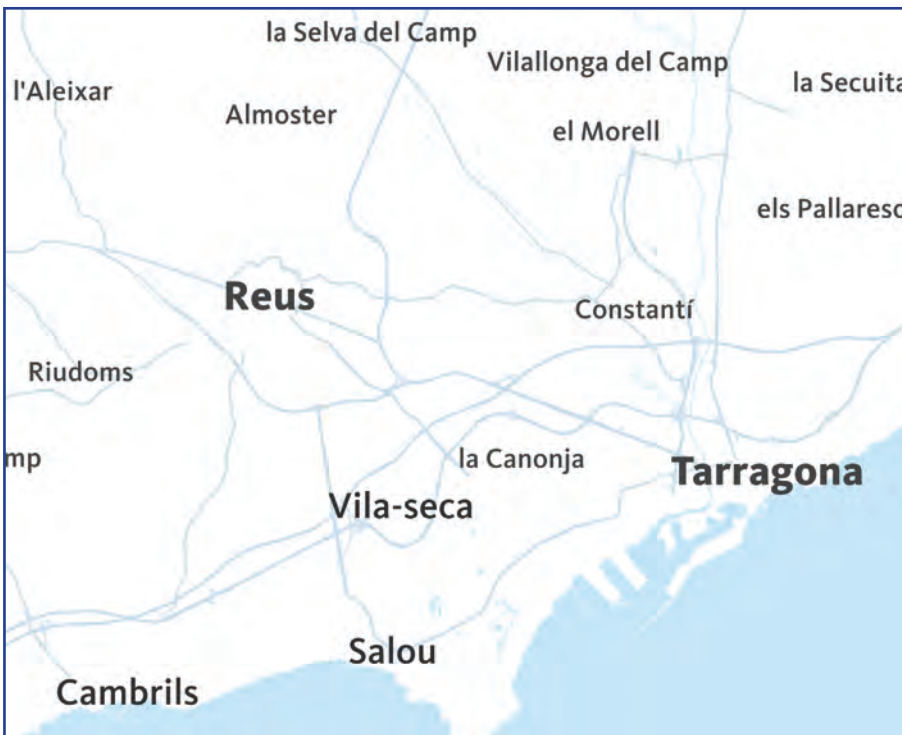 la Selva del Camp
Vilallonga del Camp
la Secuita
l'Aleixar
Almoster
el Morell
els Pallareso
Reus
Constantí
Riudoms
mp
la Canonja
Tarragona
Vila-seca
Salou
Cambrils